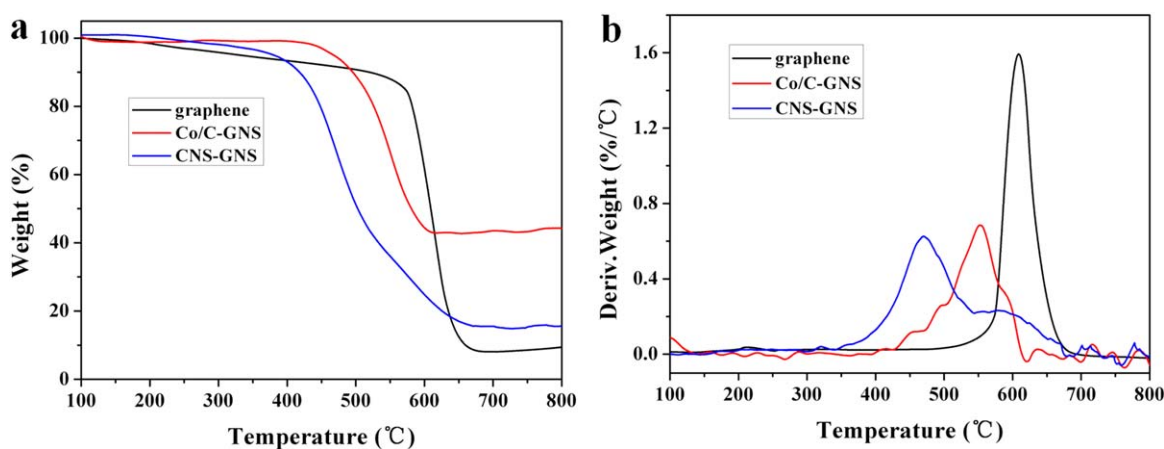 a
Weight (%)
100
80
60
40
20
0
graphene
Co/C-GNS
CNS-GNS
100 200 300 400 500 600 700 800
Temperature (℃)
b
Deriv.Weight (%/℃)
1.6
1.2
0.8
0.4
0.0
graphene
Co/C-GNS
CNS-GNS
100 200 300 400 500 600 700 800
Temperature (℃)